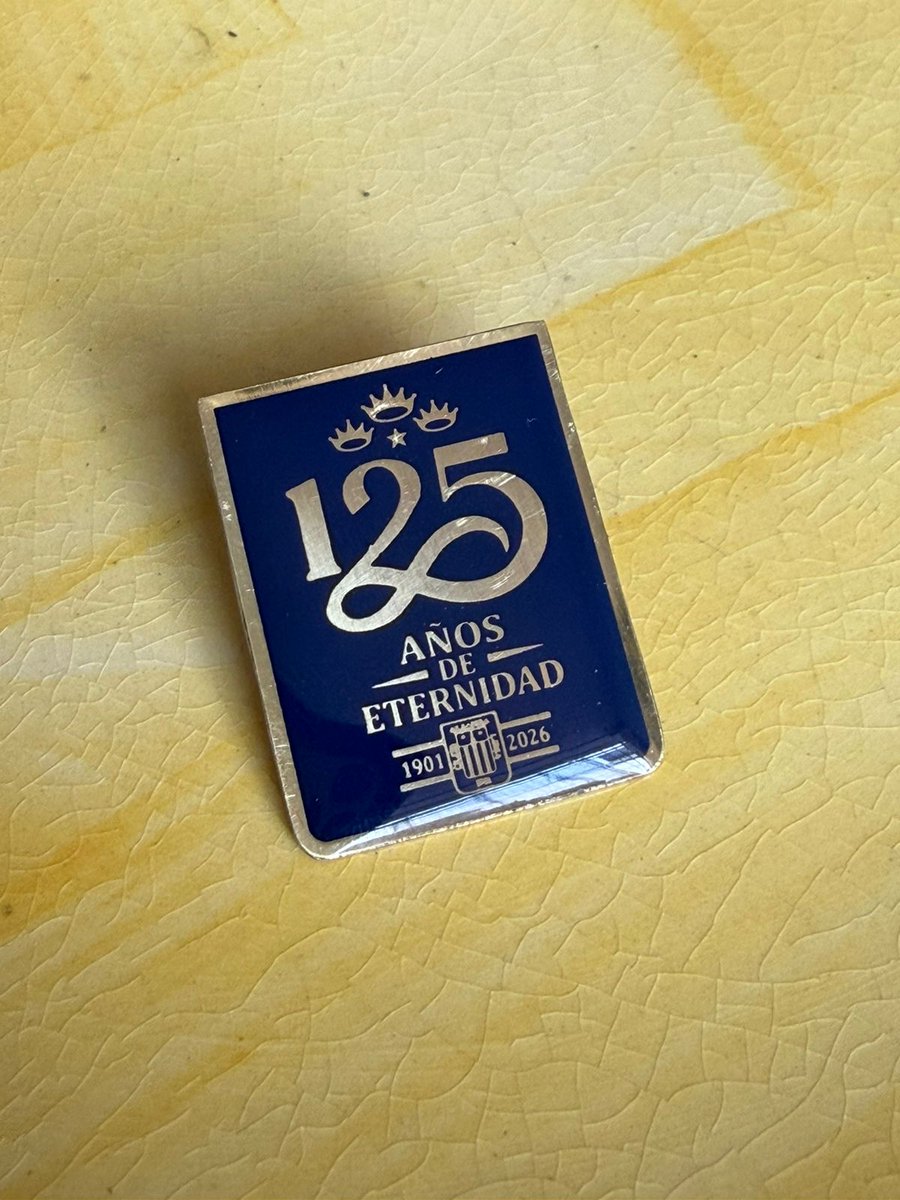 125
AÑOS
DE
ETERNIDAD
1901 2026